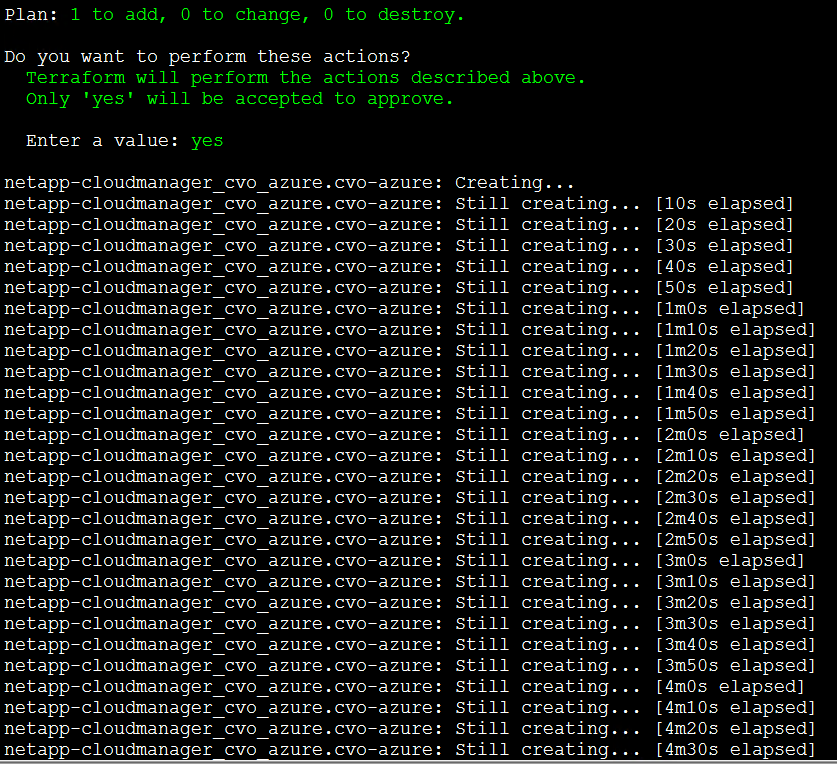 Plan: 1 to add, 0 to change, 0 to destroy.
Do you want to perform these actions?
Terraform will perform the actions described above.
Only 'yes' will be accepted to approve.
Enter a value: yes
netapp-cloudmanager_cvo_azure.cvo-azure: Creating...
netapp-cloudmanager_cvo_azure.cvo-azure: Still creating... [10s elapsed]
netapp-cloudmanager_cvo_azure.cvo-azure: Still creating... [20s elapsed]
netapp-cloudmanager_cvo_azure.cvo-azure: Still creating... [30s elapsed]
netapp-cloudmanager_cvo_azure.cvo-azure: Still creating... [40s elapsed]
netapp-cloudmanager_cvo_azure.cvo-azure: Still creating... [50s elapsed]
netapp-cloudmanager_cvo_azure.cvo-azure: Still creating... [1m0s elapsed]
netapp-cloudmanager_cvo_azure.cvo-azure: Still creating... [1m10s elapsed]
netapp-cloudmanager_cvo_azure.cvo-azure: Still creating... [1m20s elapsed]
netapp-cloudmanager_cvo_azure.cvo-azure: Still creating... [1m30s elapsed]
netapp-cloudmanager_cvo_azure.cvo-azure: Still creating... [1m40s elapsed]
netapp-cloudmanager_cvo_azure.cvo-azure: Still creating... [1m50s elapsed]
netapp-cloudmanager_cvo_azure.cvo-azure: Still creating... [2m0s elapsed]
netapp-cloudmanager_cvo_azure.cvo-azure: Still creating... [2m10s elapsed]
netapp-cloudmanager_cvo_azure.cvo-azure: Still creating... [2m20s elapsed]
netapp-cloudmanager_cvo_azure.cvo-azure: Still creating... [2m30s elapsed]
netapp-cloudmanager_cvo_azure.cvo-azure: Still creating... [2m40s elapsed]
netapp-cloudmanager_cvo_azure.cvo-azure: Still creating... [2m50s elapsed]
netapp-cloudmanager_cvo_azure.cvo-azure: Still creating... [3m0s elapsed]
netapp-cloudmanager_cvo_azure.cvo-azure: Still creating... [3m10s elapsed]
netapp-cloudmanager_cvo_azure.cvo-azure: Still creating... [3m20s elapsed]
netapp-cloudmanager_cvo_azure.cvo-azure: Still creating... [3m30s elapsed]
netapp-cloudmanager_cvo_azure.cvo-azure: Still creating... [3m40s elapsed]
netapp-cloudmanager_cvo_azure.cvo-azure: Still creating... [3m50s elapsed]
netapp-cloudmanager_cvo_azure.cvo-azure: Still creating... [4m0s elapsed]
netapp-cloudmanager_cvo_azure.cvo-azure: Still creating... [4m10s elapsed]
netapp-cloudmanager_cvo_azure.cvo-azure: Still creating... [4m20s elapsed]
netapp-cloudmanager_cvo_azure.cvo-azure: Still creating... [4m30s elapsed]